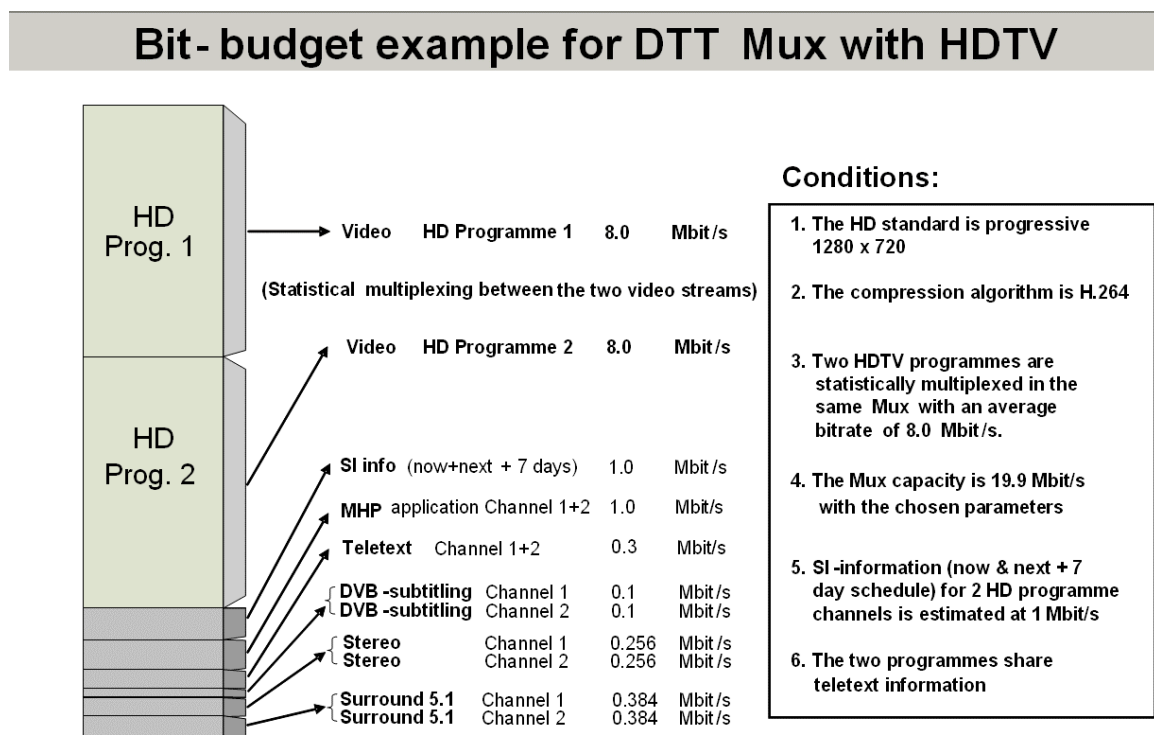 Bit- budget example for DTT Mux with HDTV
HD
Prog. 1
Video HD Programme 1 8.0 Mbit/s
(Statistical multiplexing between the two video streams)
Video HD Programme 2 8.0 Mbit/s
HD
Prog. 2
SI info (now+next + 7 days) 1.0 Mbit/s
MHP application Channel 1+2 1.0 Mbit/s
Teletext Channel 1+2 0.3 Mbit/s
DVB -subtitling Channel 1 0.1 Mbit/s
DVB -subtitling Channel 2 0.1 Mbit/s
Stereo Channel 1 0.256 Mbit/s
Stereo Channel 2 0.256 Mbit/s
Surround 5.1 Channel 1 0.384 Mbit/s
Surround 5.1 Channel 2 0.384 Mbit/s
Conditions:
1. The HD standard is progressive
1280 x 720
2. The compression algorithm is H.264
3. Two HDTV programmes are
statistically multiplexed in the
same Mux with an average
bitrate of 8.0 Mbit/s.
4. The Mux capacity is 19.9 Mbit/s
with the chosen parameters
5. SI -information (now & next + 7
day schedule) for 2 HD programme
channels is estimated at 1 Mbit/s
6. The two programmes share
teletext information